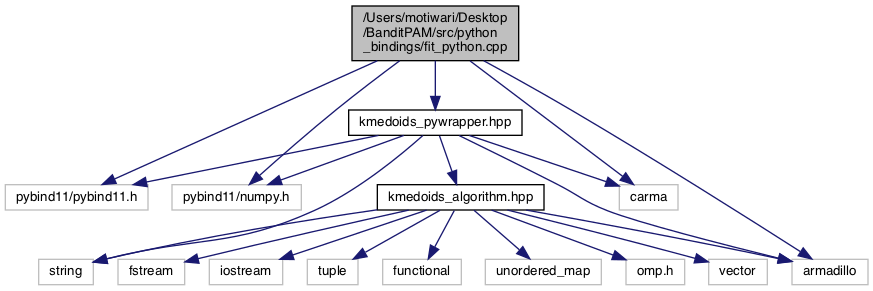 /Users/motiwari/Desktop
/BanditPAM/src/python
_bindings/fit_python.cpp
kmedoids_pywrapper.hpp
pybind11/pybind11.h
pybind11/numpy.h
kmedoids_algorithm.hpp
carma
string
fstream
iostream
tuple
functional
unordered_map
omp.h
vector
armadillo